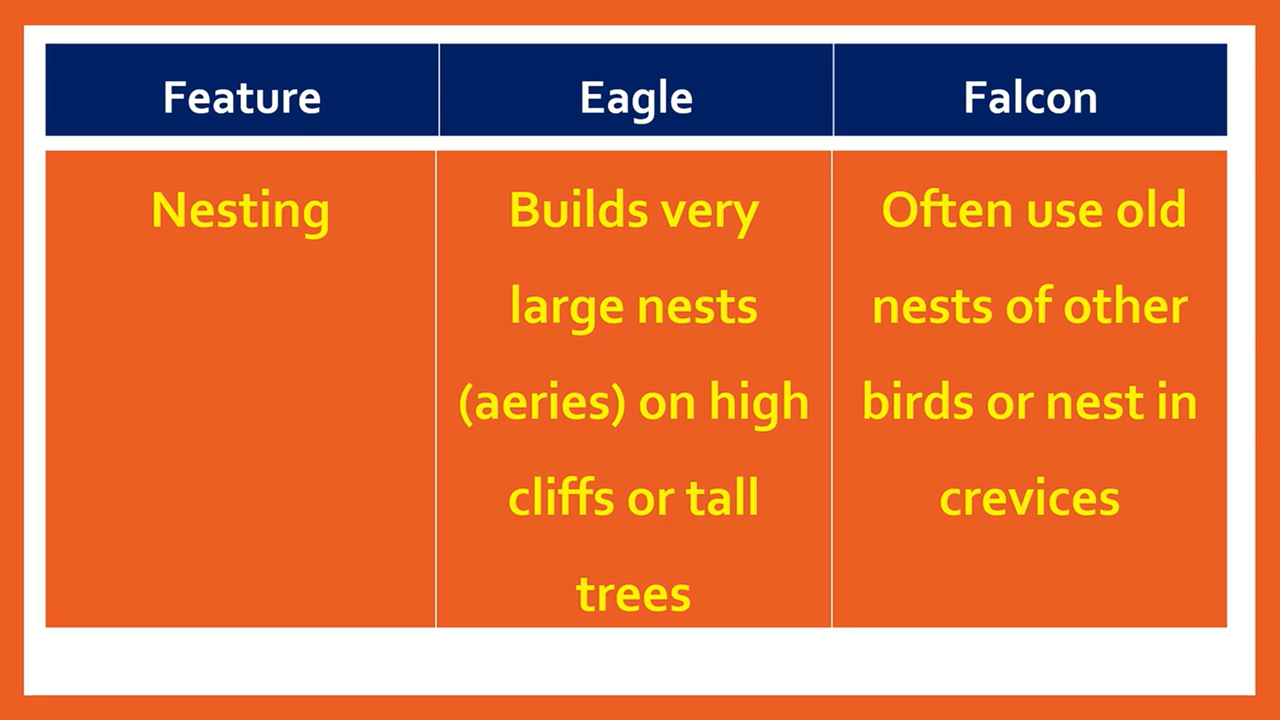 Feature
Eagle
Falcon
Nesting
Builds very
large nests
(aeries) on high
cliffs or tall
trees
Often use old
nests of other
birds or nest in
crevices